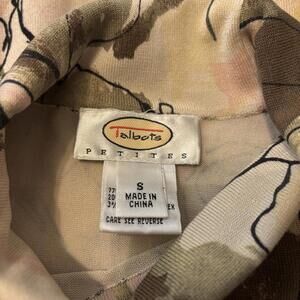 Talbots
PETITES
S
MADE IN
CHINA
CARE SEE REVERSE